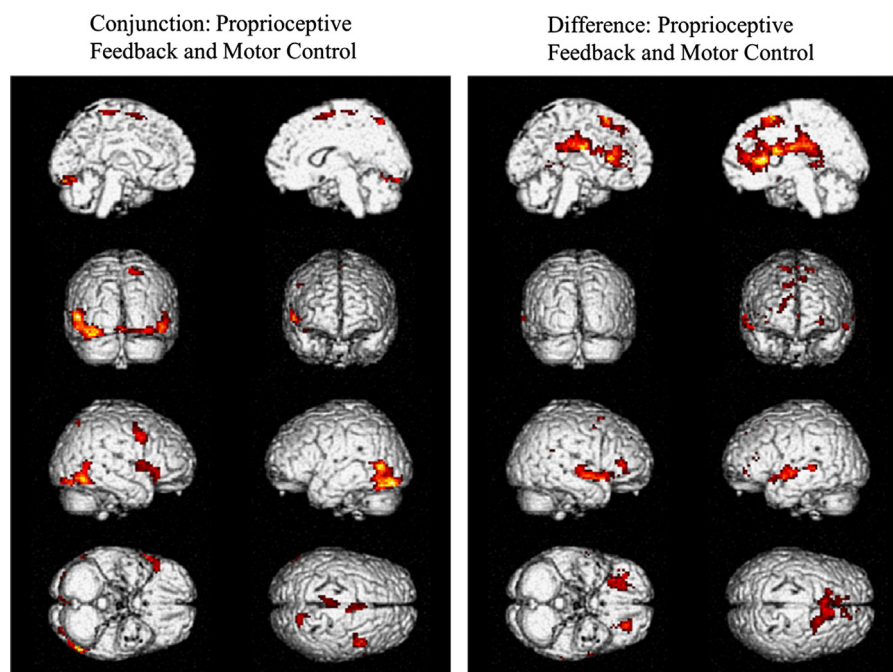 Conjunction: Proprioceptive
Feedback and Motor Control
Difference: Proprioceptive
Feedback and Motor Control